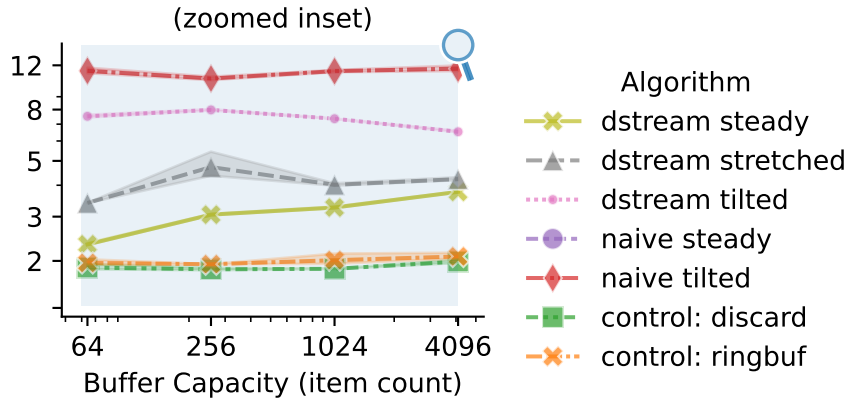 (zoomed inset)
12
8
5
3
2
64 256 1024 4096
Buffer Capacity (item count)
Algorithm
dstream steady
dstream stretched
dstream tilted
naive steady
naive tilted
control: discard
control: ringbuf